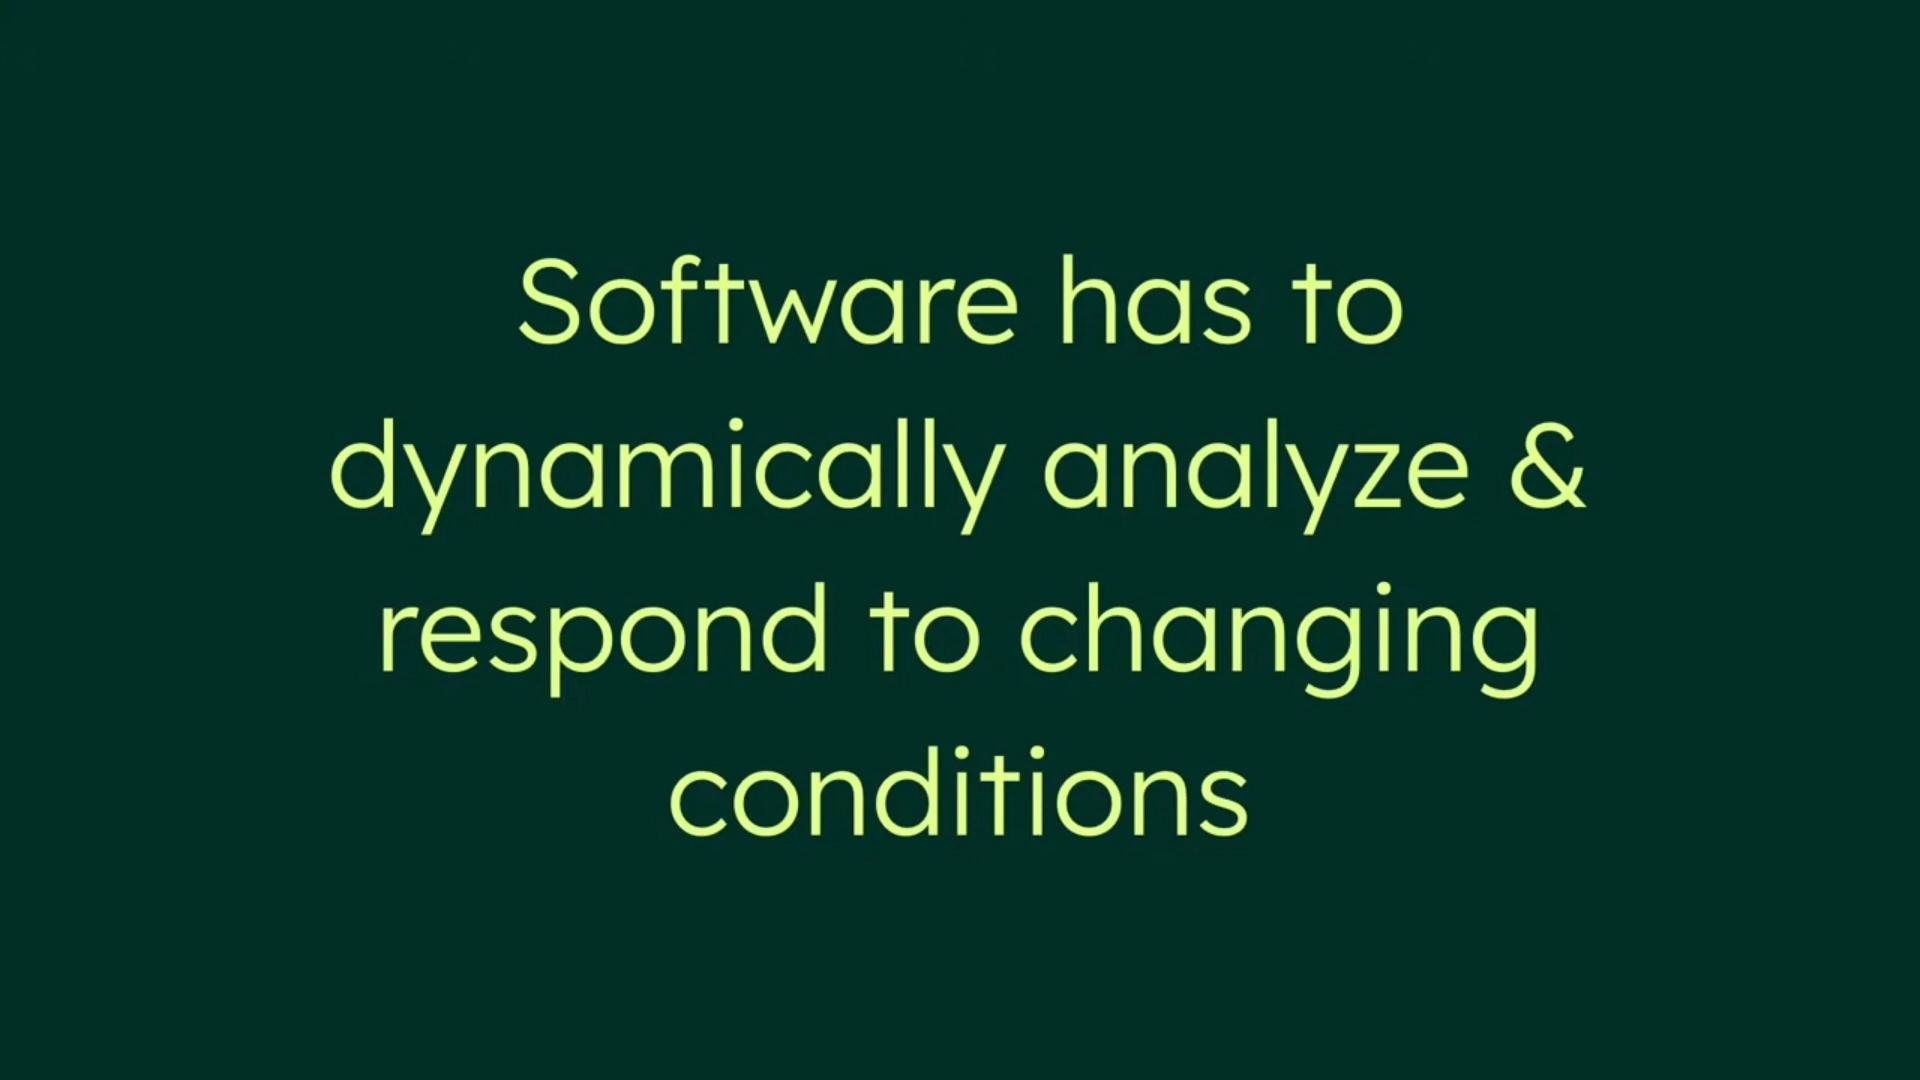 Software has to
dynamically analyze &
respond to changing
conditions